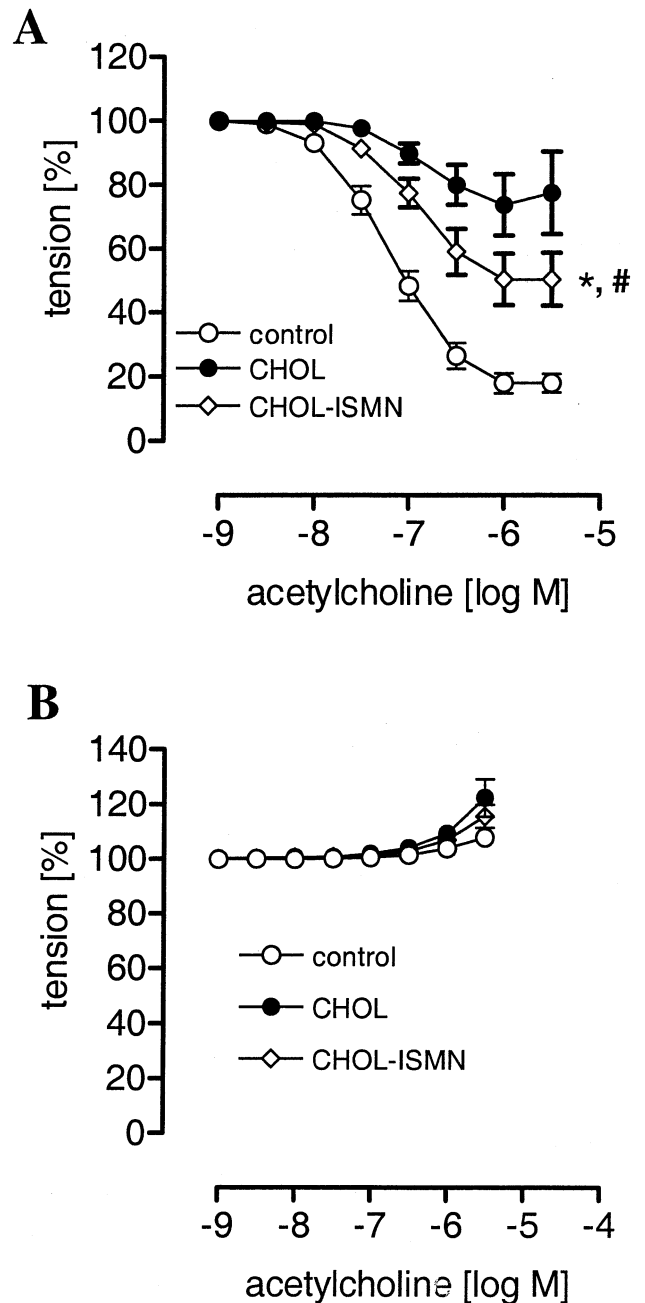 A
120
100
80
60
40
20
0
tension [%]
control
CHOL
CHOL-ISMN
*, #
-9 -8 -7 -6 -5
acetylcholine [log M]
B
140
120
100
80
60
40
20
0
tension [%]
control
CHOL
CHOL-ISMN
-9 -8 -7 -6 -5 -4
acetylcholine [log M]